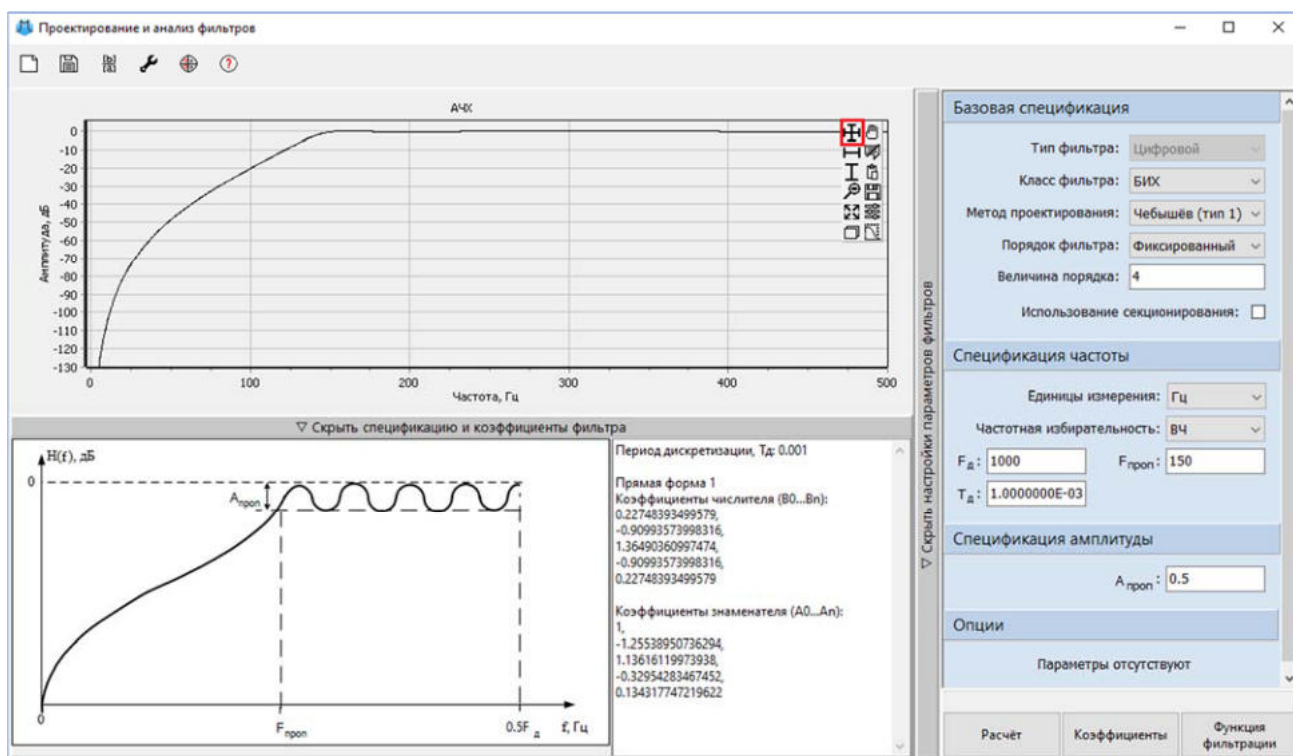 Проектирование и анализ фильтров
АЧХ
0
-10
-20
-30
-40
-50
-60
-70
-80
-90
-100
-110
-120
-130
Амплитуда, дБ
0
100
200
300
400
500
Частота, Гц
▽ Скрыть спецификацию и коэффициенты фильтра
H(f), дБ
0
Aпроп
0
Fпроп
0.5F д
f, Гц
Период дискретизации, Тд: 0.001
Прямая форма 1
Коэффициенты числителя (B0...Bn):
0.22748393499579,
-0.90993573998316,
1.36490360997474,
-0.90993573998316,
0.22748393499579
Коэффициенты знаменателя (A0...An):
1,
-1.25538950736294,
1.13616119973938,
-0.32954283467452,
0.134317747219622
▽ Скрыть настройки параметров фильтров
Базовая спецификация
Тип фильтра: Цифровой
Класс фильтра: БИХ
Метод проектирования: Чебышёв (тип 1)
Порядок фильтра: Фиксированный
Величина порядка: 4
Использование секционирования:
Спецификация частоты
Единицы измерения: Гц
Частотная избирательность: ВЧ
Fд: 1000 Fпроп: 150
Tд: 1.0000000E-03
Спецификация амплитуды
A проп: 0.5
Опции
Параметры отсутствуют
Расчёт
Коэффициенты
Функция
фильтрации